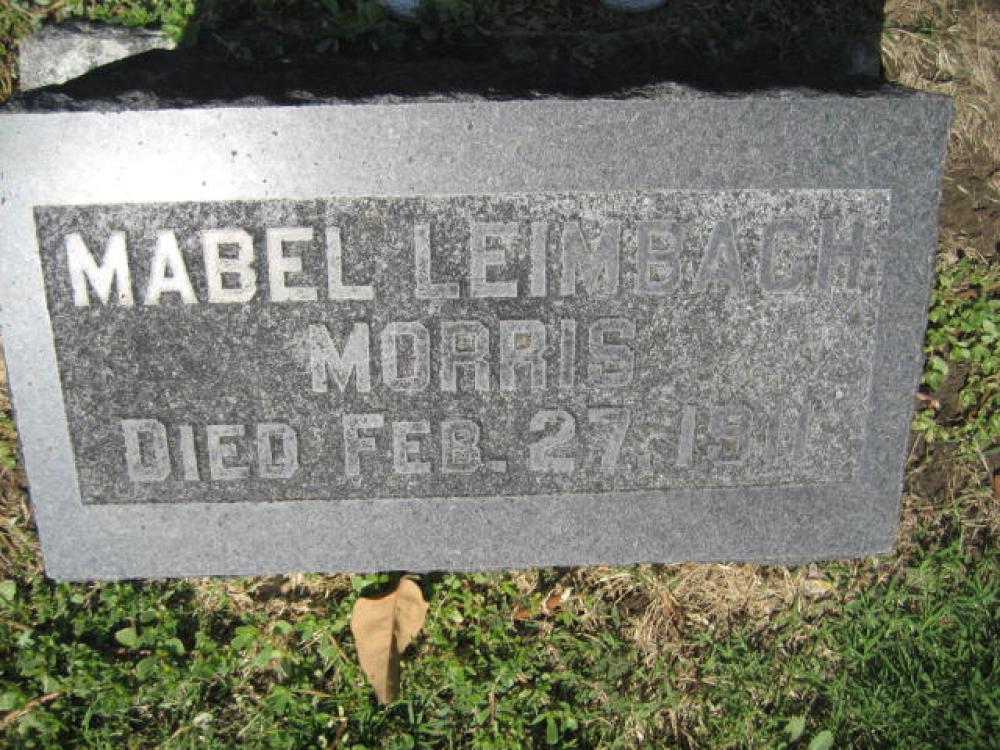 MABEL LEIMBACH
MORRIS
DIED FEB. 27, 1911